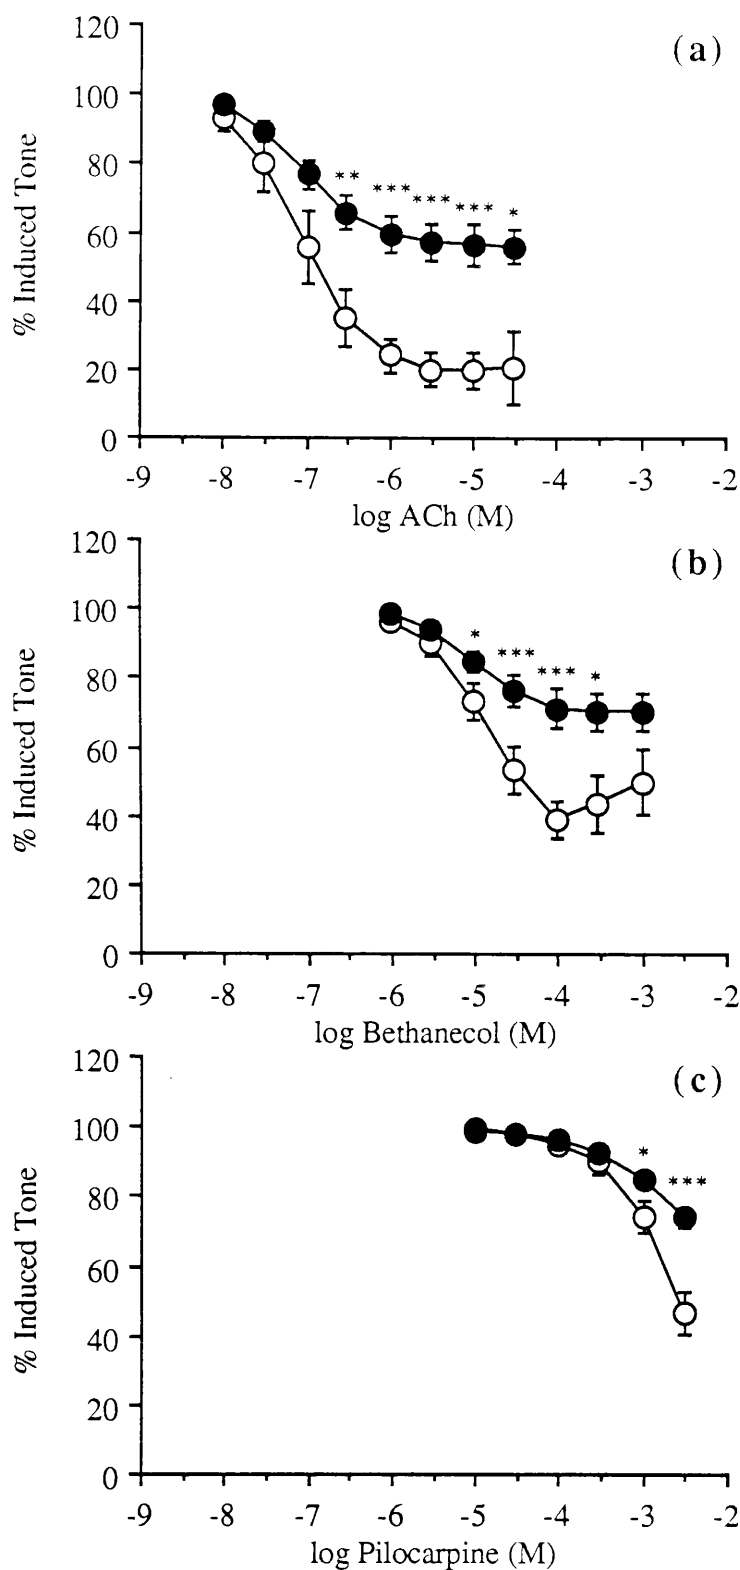 (a)
% Induced Tone
120
100
80
60
40
20
0
** *** *** *** *
-9 -8 -7 -6 -5 -4 -3 -2
log ACh (M)
(b)
% Induced Tone
120
100
80
60
40
20
0
* *** *** *
-9 -8 -7 -6 -5 -4 -3 -2
log Bethanecol (M)
(c)
% Induced Tone
120
100
80
60
40
20
0
* ***
-9 -8 -7 -6 -5 -4 -3 -2
log Pilocarpine (M)